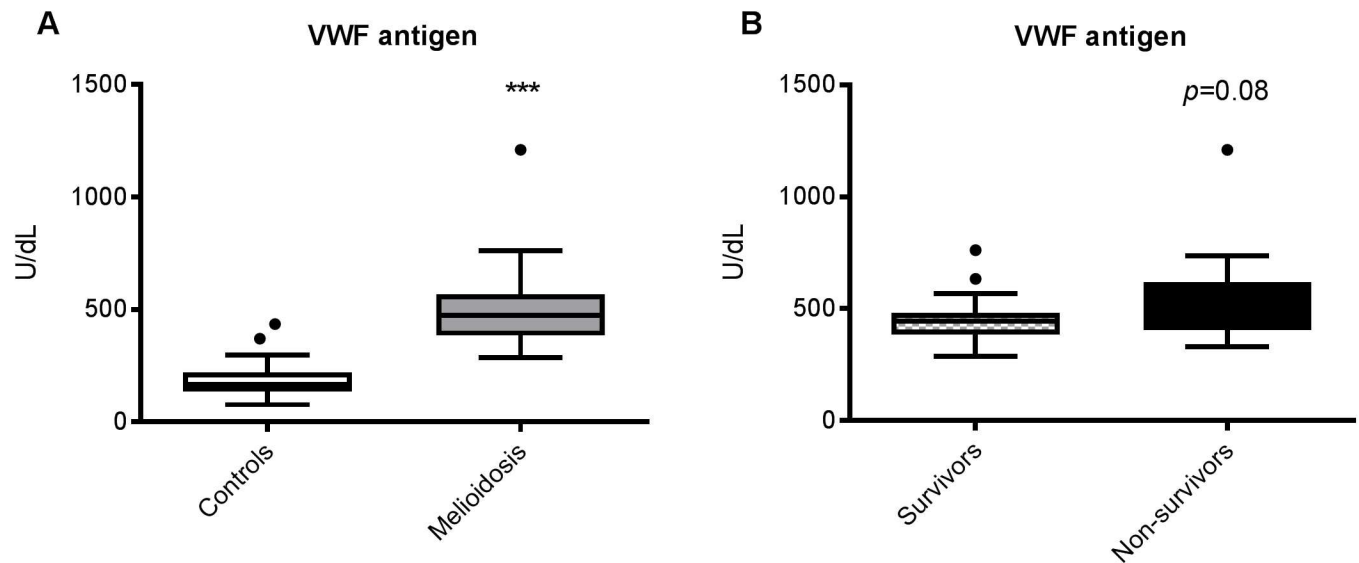 A
VWF antigen
1500
***
1000
U/dL
500
0
Controls
Melioidosis
B
VWF antigen
1500
p=0.08
1000
U/dL
500
0
Survivors
Non-survivors